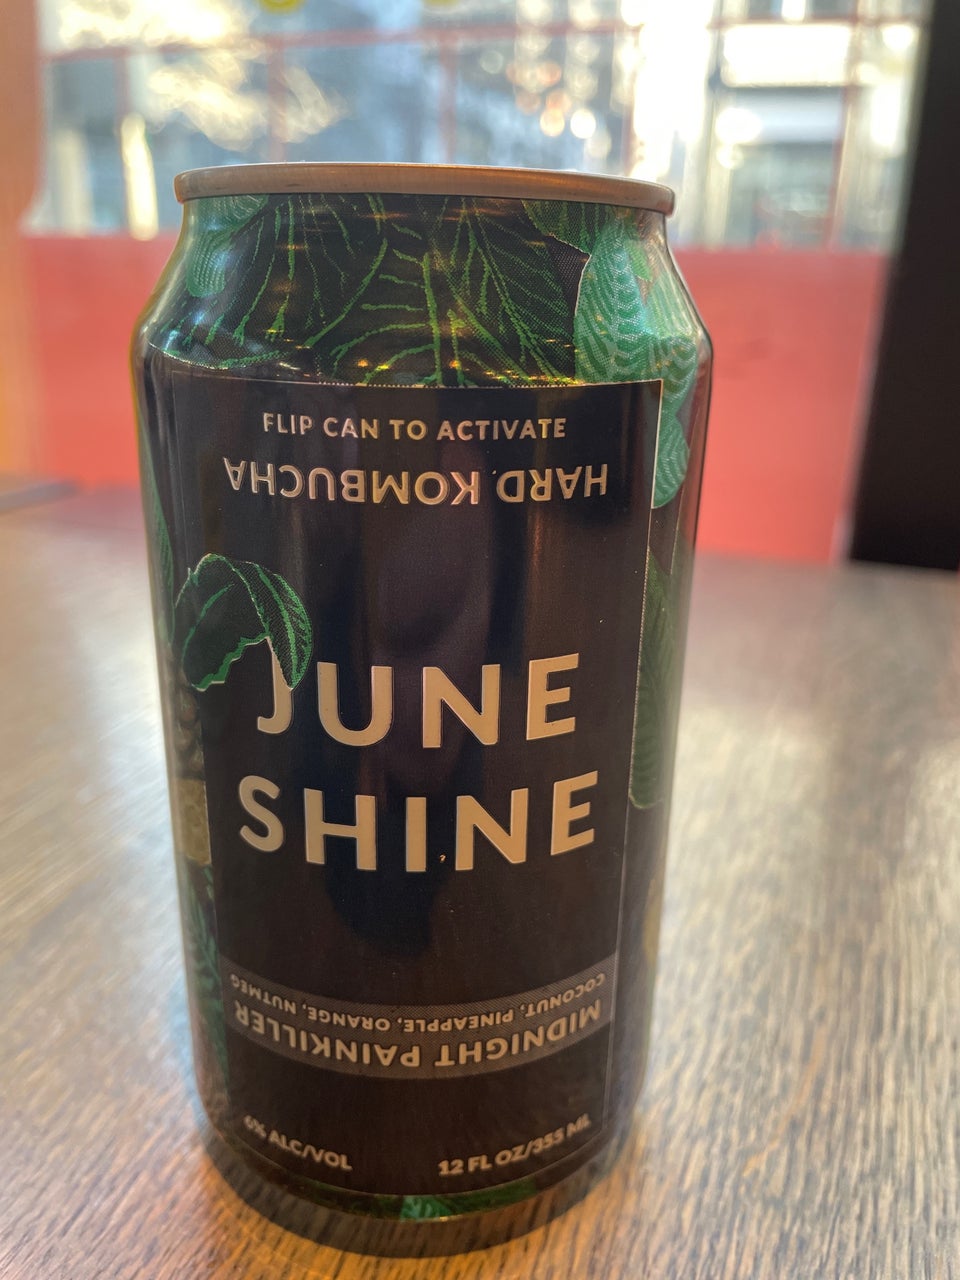 FLIP CAN TO ACTIVATE
HARD KOMBUCHA
JUNE
SHINE
MIDNIGHT PAINKILLER
COCONUT, PINEAPPLE, ORANGE, NUTMEG
6% ALC/VOL
12 FL OZ/355 ML